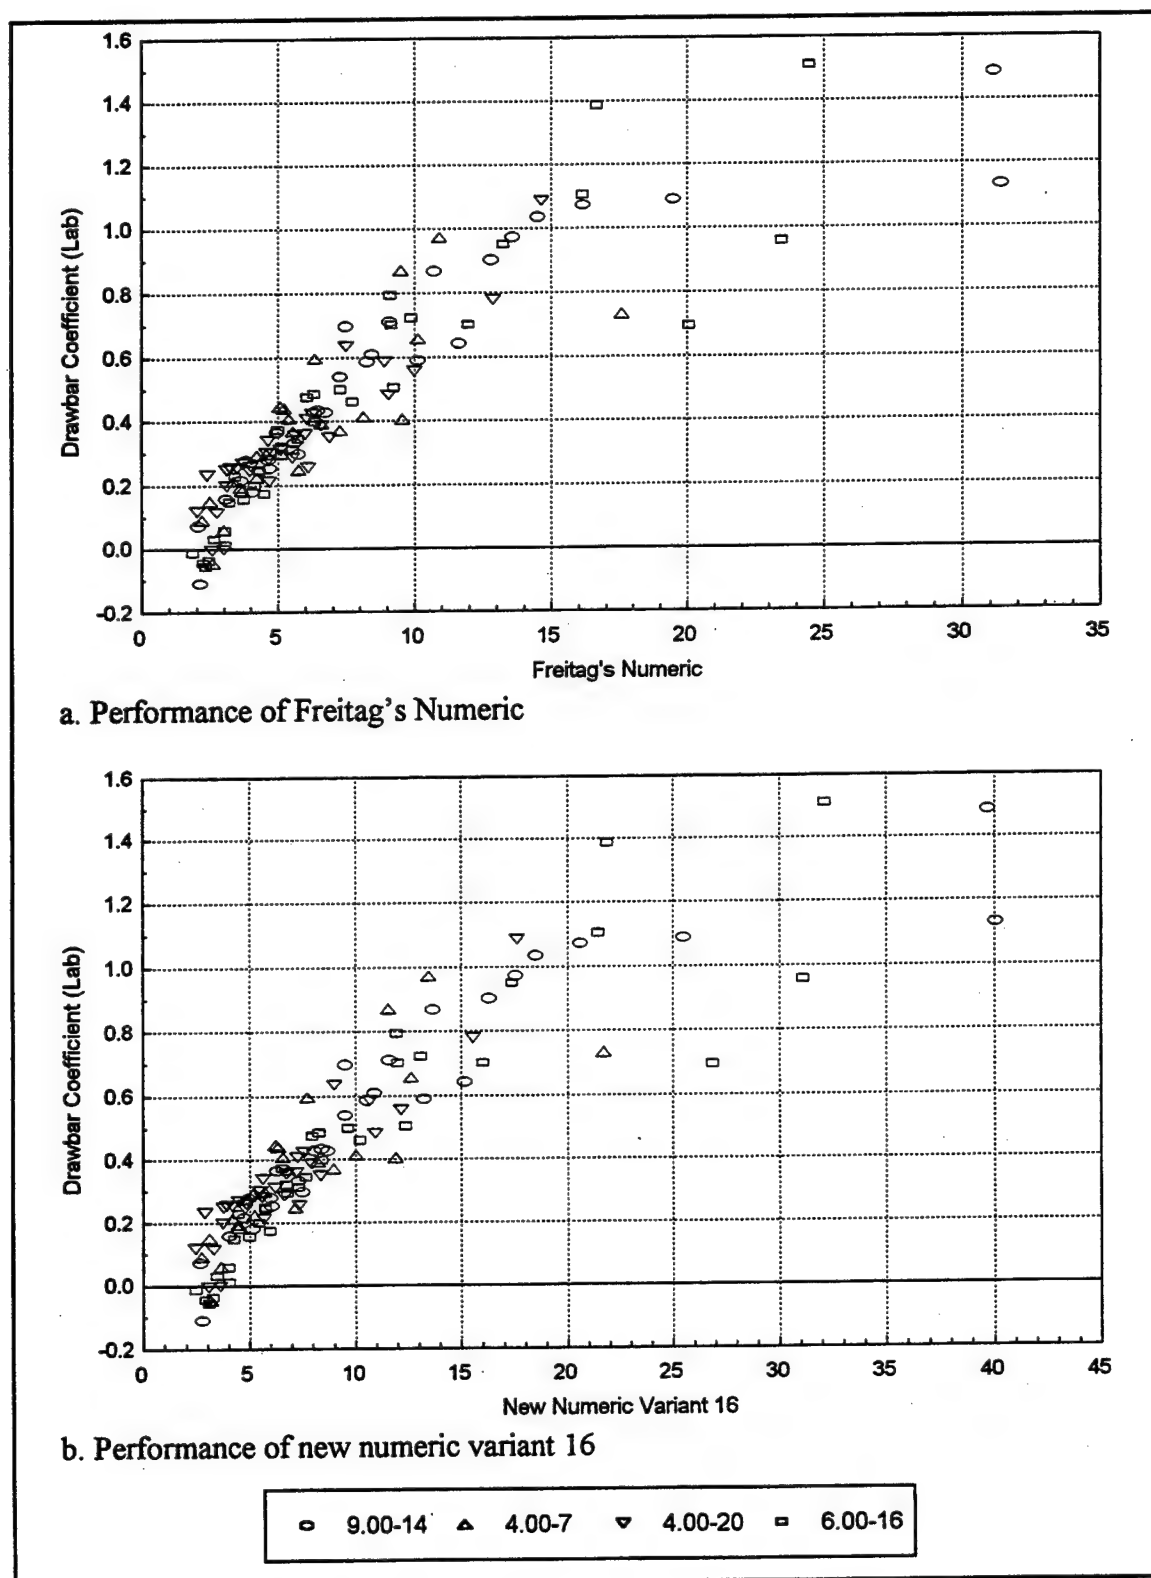 1.6
1.4
1.2
1.0
0.8
0.6
0.4
0.2
0.0
-0.2
Drawbar Coefficient (Lab)
0 5 10 15 20 25 30 35
Freitag's Numeric
a. Performance of Freitag's Numeric
1.6
1.4
1.2
1.0
0.8
0.6
0.4
0.2
0.0
-0.2
Drawbar Coefficient (Lab)
0 5 10 15 20 25 30 35 40 45
New Numeric Variant 16
b. Performance of new numeric variant 16
9.00-14 4.00-7 4.00-20 6.00-16